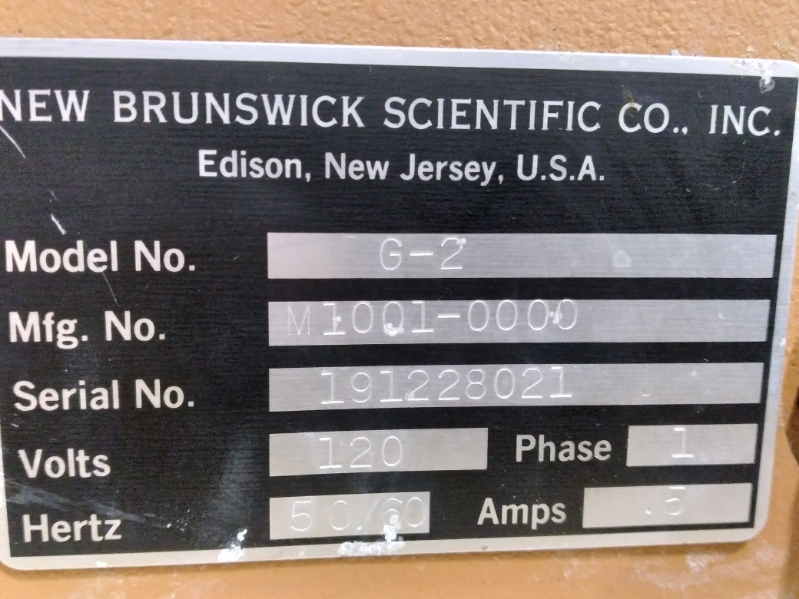 NEW BRUNSWICK SCIENTIFIC CO., INC.
Edison, New Jersey, U.S.A.
Model No. G-2
Mfg. No. M1001-0000
Serial No. 191228021
Volts 120 Phase 1
Hertz 50/60 Amps .5